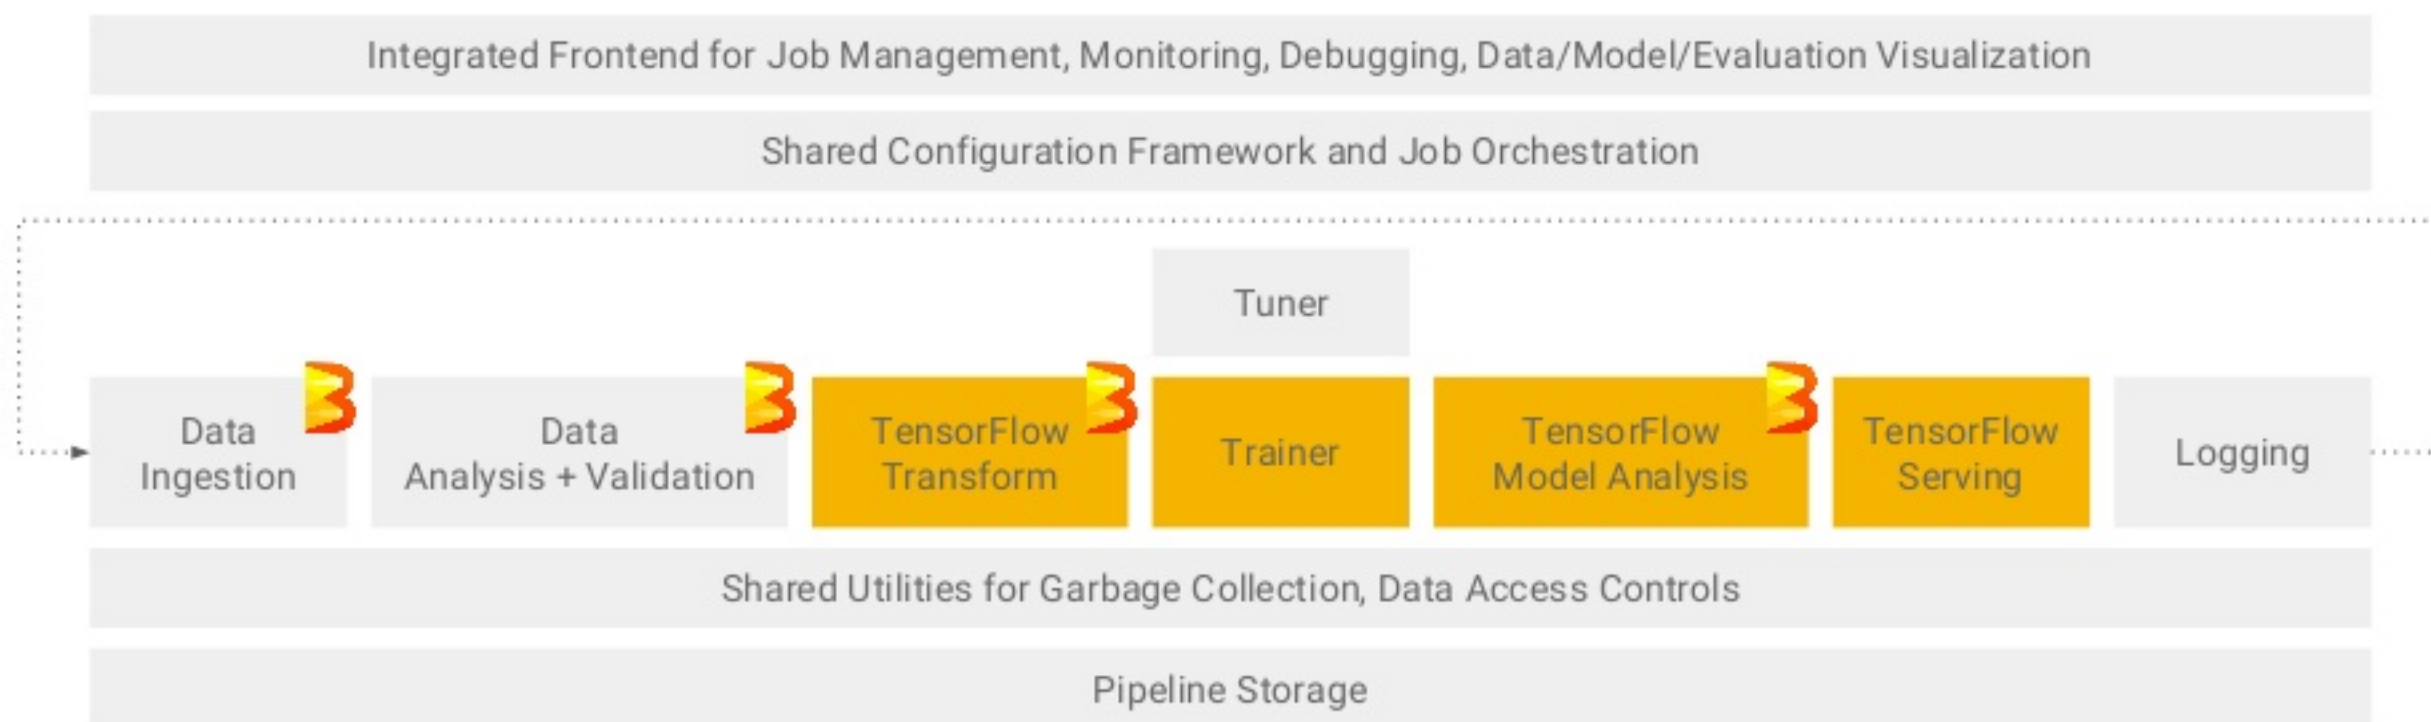 Integrated Frontend for Job Management, Monitoring, Debugging, Data/Model/Evaluation Visualization
Shared Configuration Framework and Job Orchestration
Tuner
Data
Ingestion
Data
Analysis + Validation
TensorFlow
Transform
Trainer
TensorFlow
Model Analysis
TensorFlow
Serving
Logging
Shared Utilities for Garbage Collection, Data Access Controls
Pipeline Storage